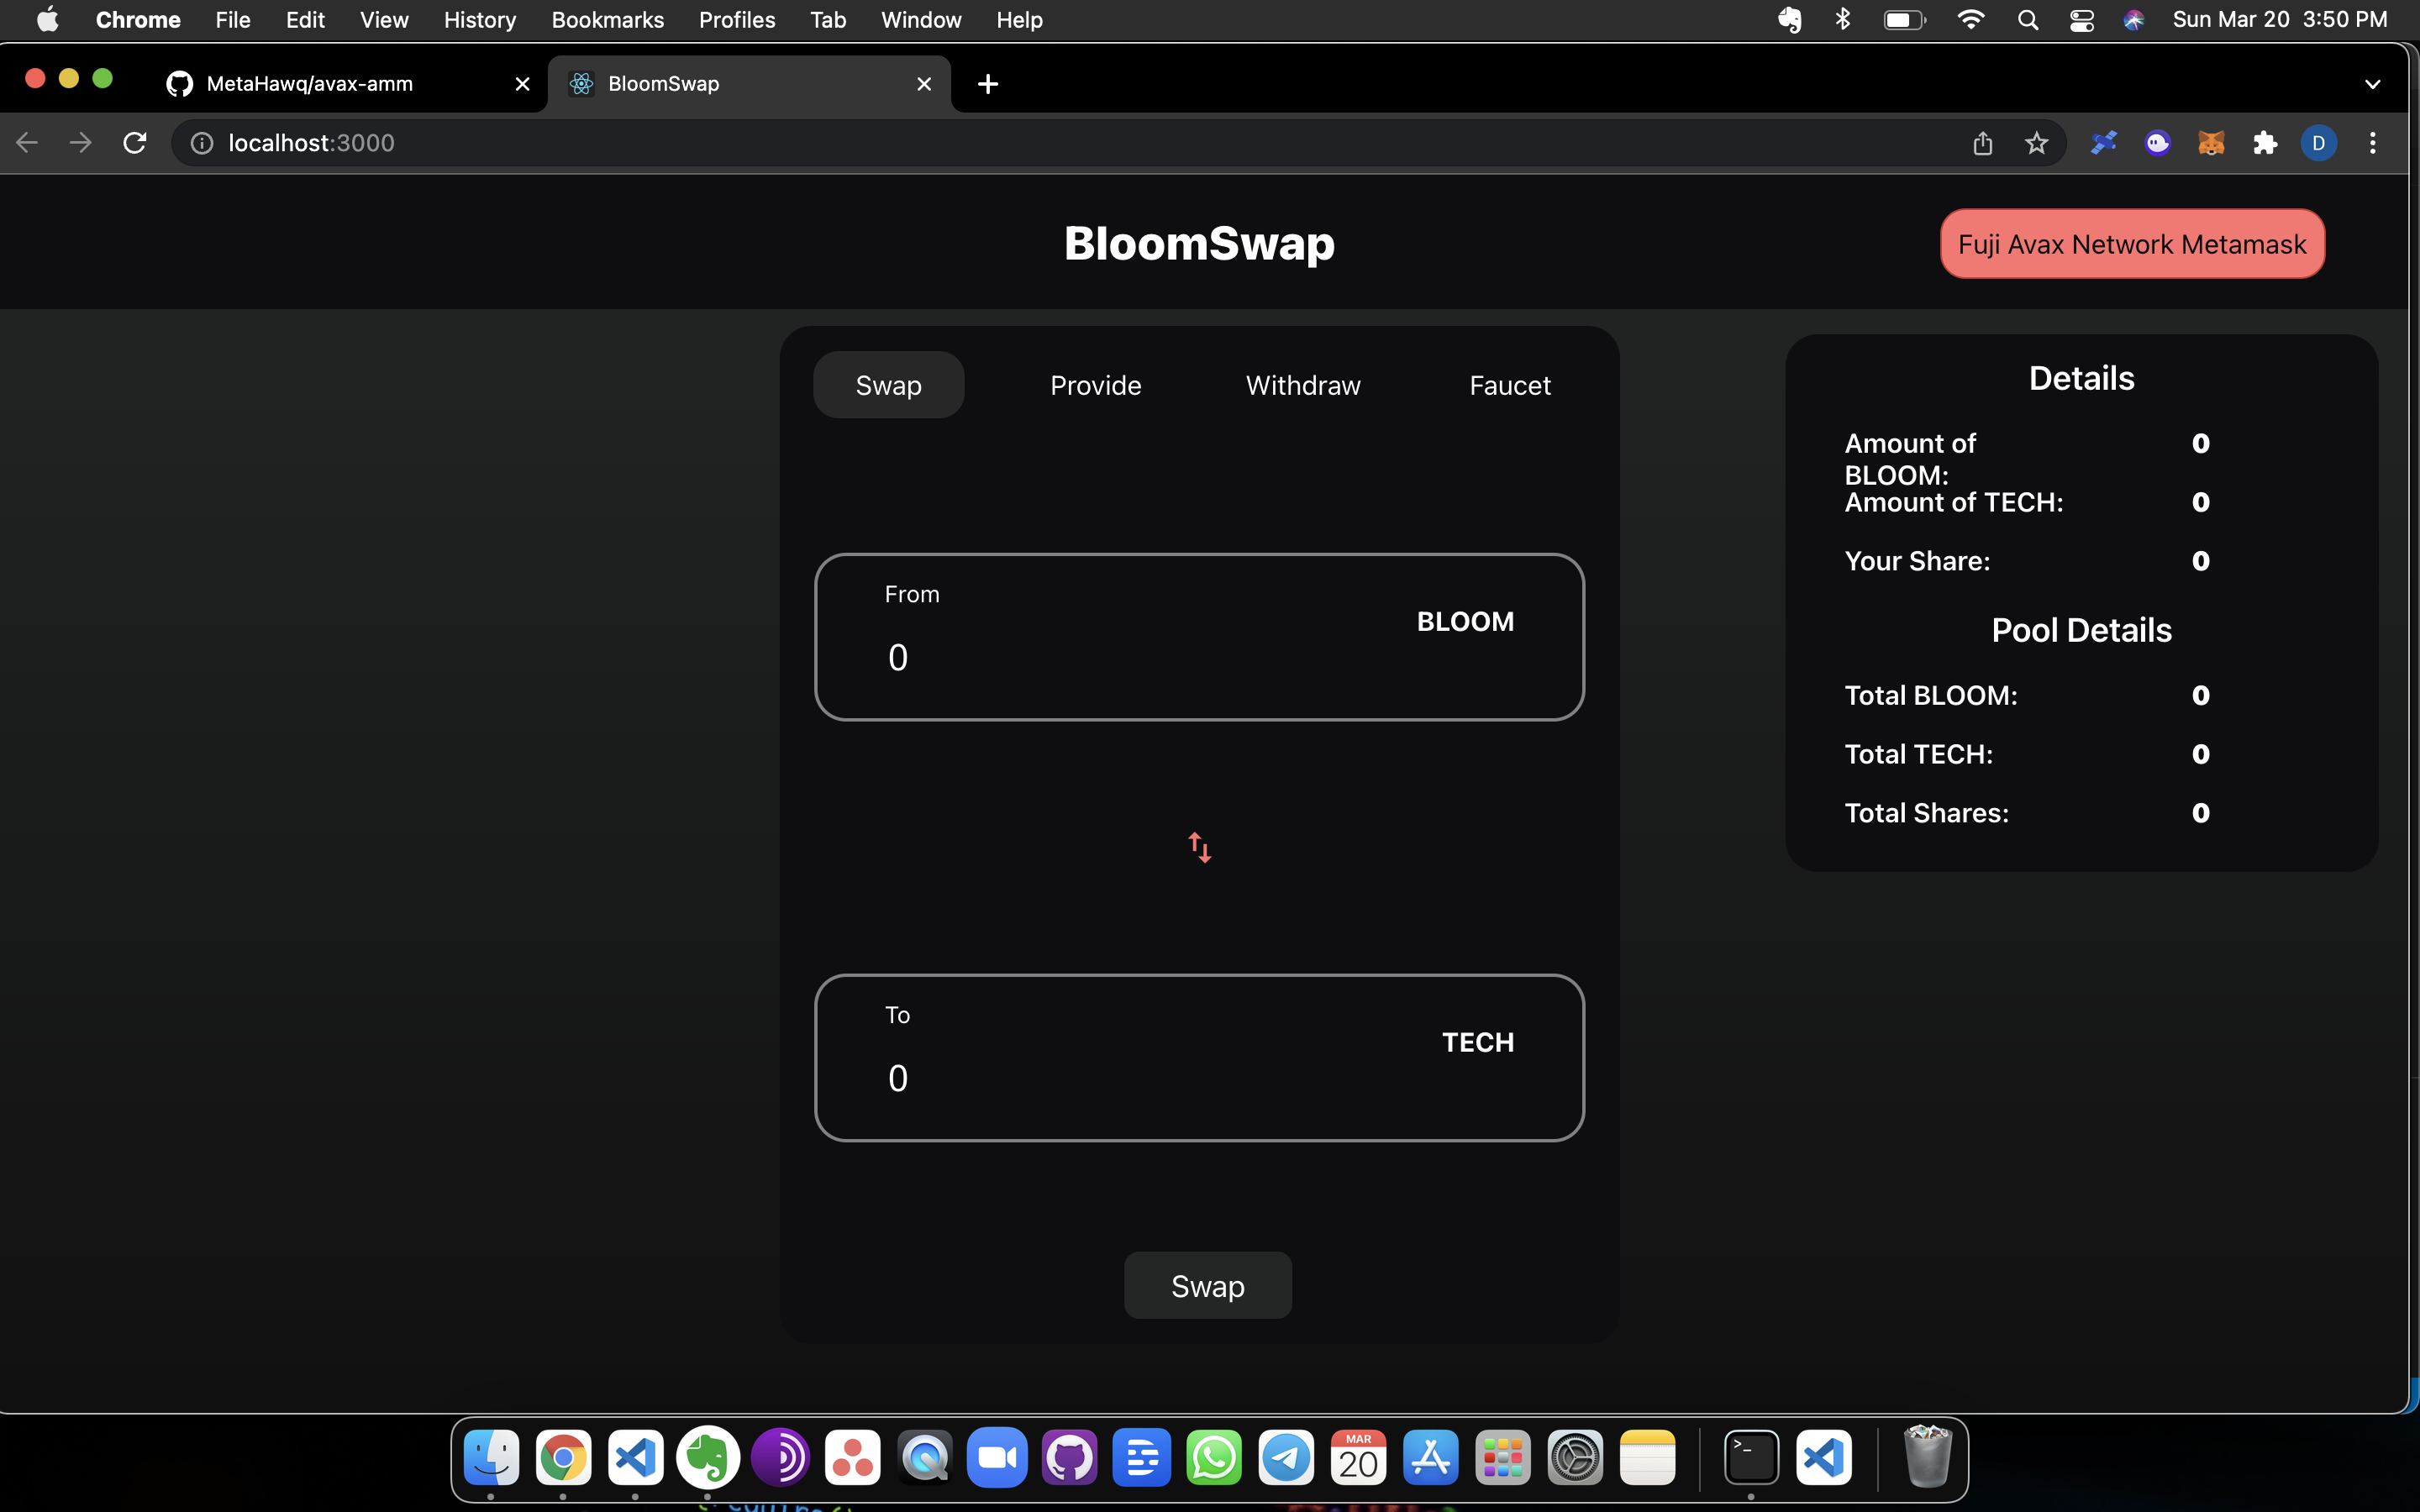 Chrome File Edit View History Bookmarks Profiles Tab Window Help Sun Mar 20 3:50 PM
MetaHawq/avax-amm BloomSwap
localhost:3000 D
BloomSwap
Fuji Avax Network Metamask
Swap Provide Withdraw Faucet
From
BLOOM
0
To
TECH
0
Swap
Details
Amount of
BLOOM:
0
Amount of TECH: 0
Your Share: 0
Pool Details
Total BLOOM: 0
Total TECH: 0
Total Shares: 0
MAR
20
>_